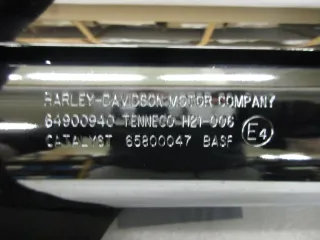 HARLEY-DAVIDSON MOTOR COMPANY
64900940 TENNECO H21-006
CATALYST 65800047 BASF E4